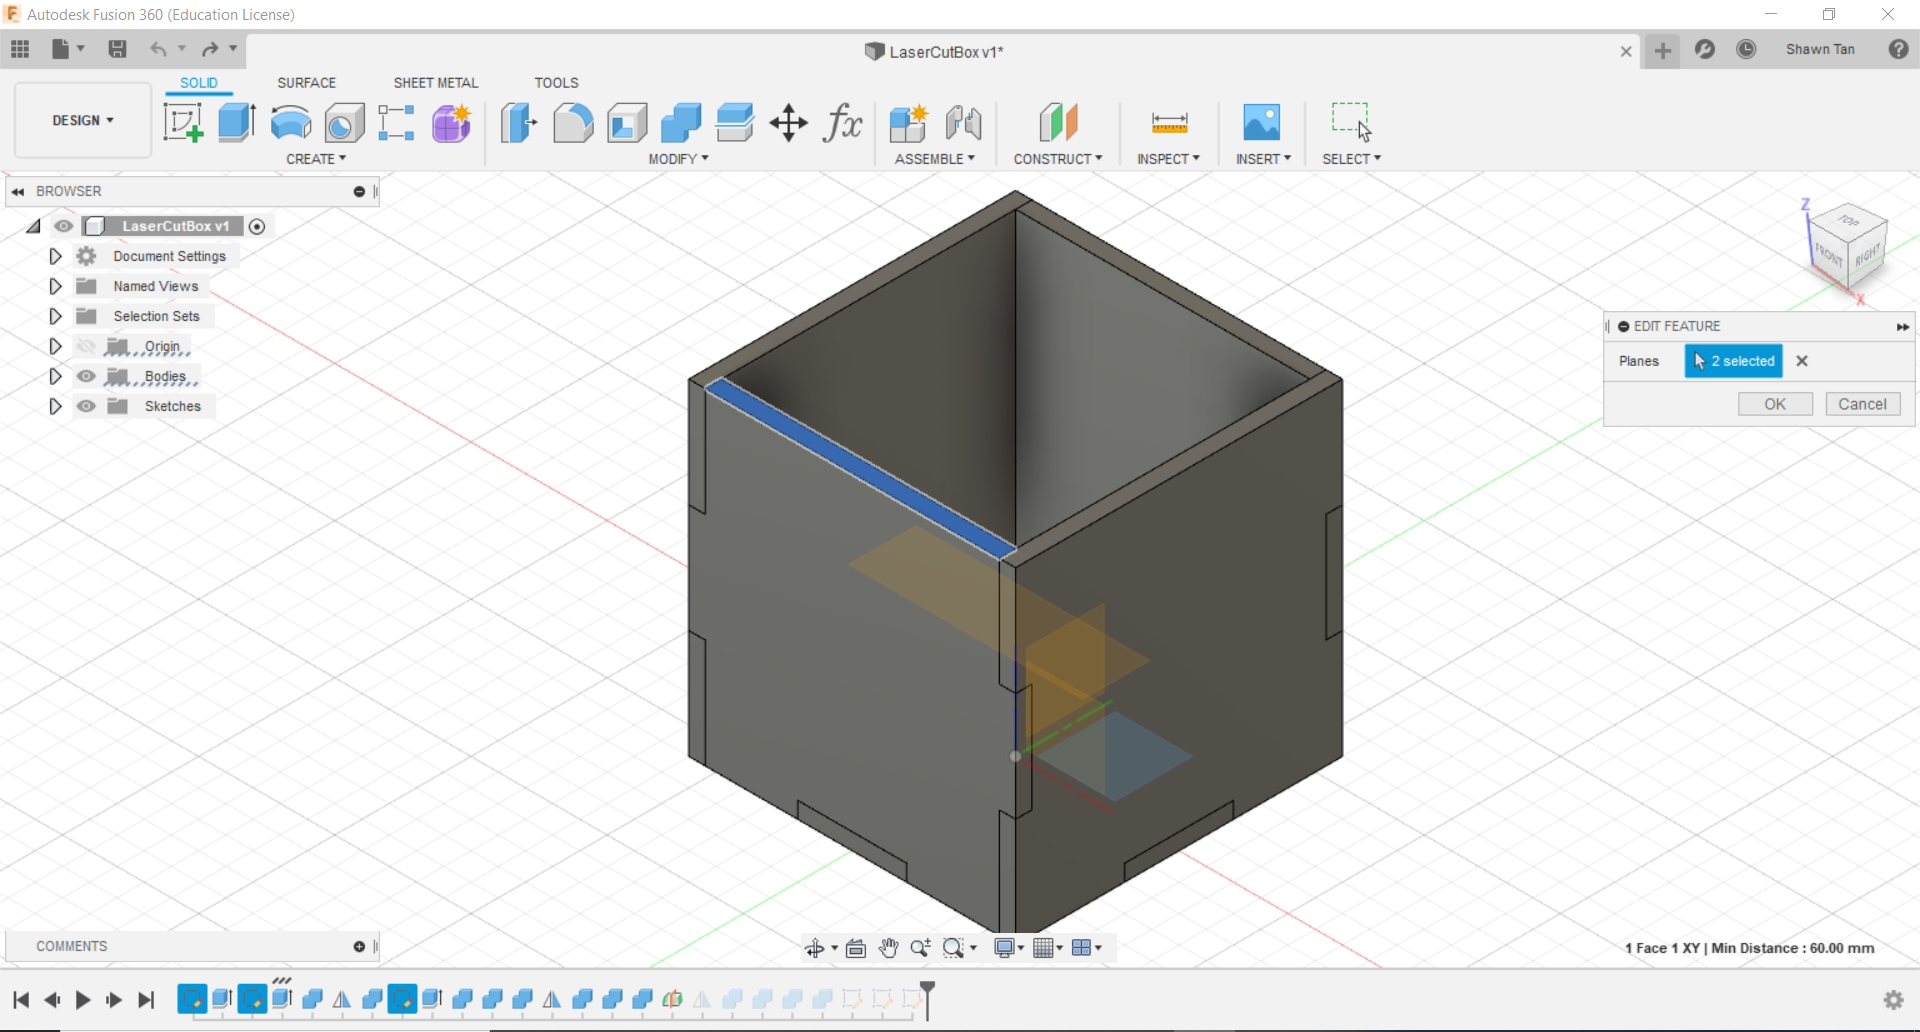 Autodesk Fusion 360 (Education License)
LaserCutBox v1*
Shawn Tan
SOLID SURFACE SHEET METAL TOOLS
DESIGN
fx
CREATE MODIFY ASSEMBLE CONSTRUCT INSPECT INSERT SELECT
BROWSER
LaserCutBox v1
Document Settings
Named Views
Selection Sets
Origin
Bodies
Sketches
Z
TOP
FRONT
RIGHT
X
EDIT FEATURE
Planes 2 selected
OK Cancel
COMMENTS
1 Face 1 XY | Min Distance : 60.00 mm